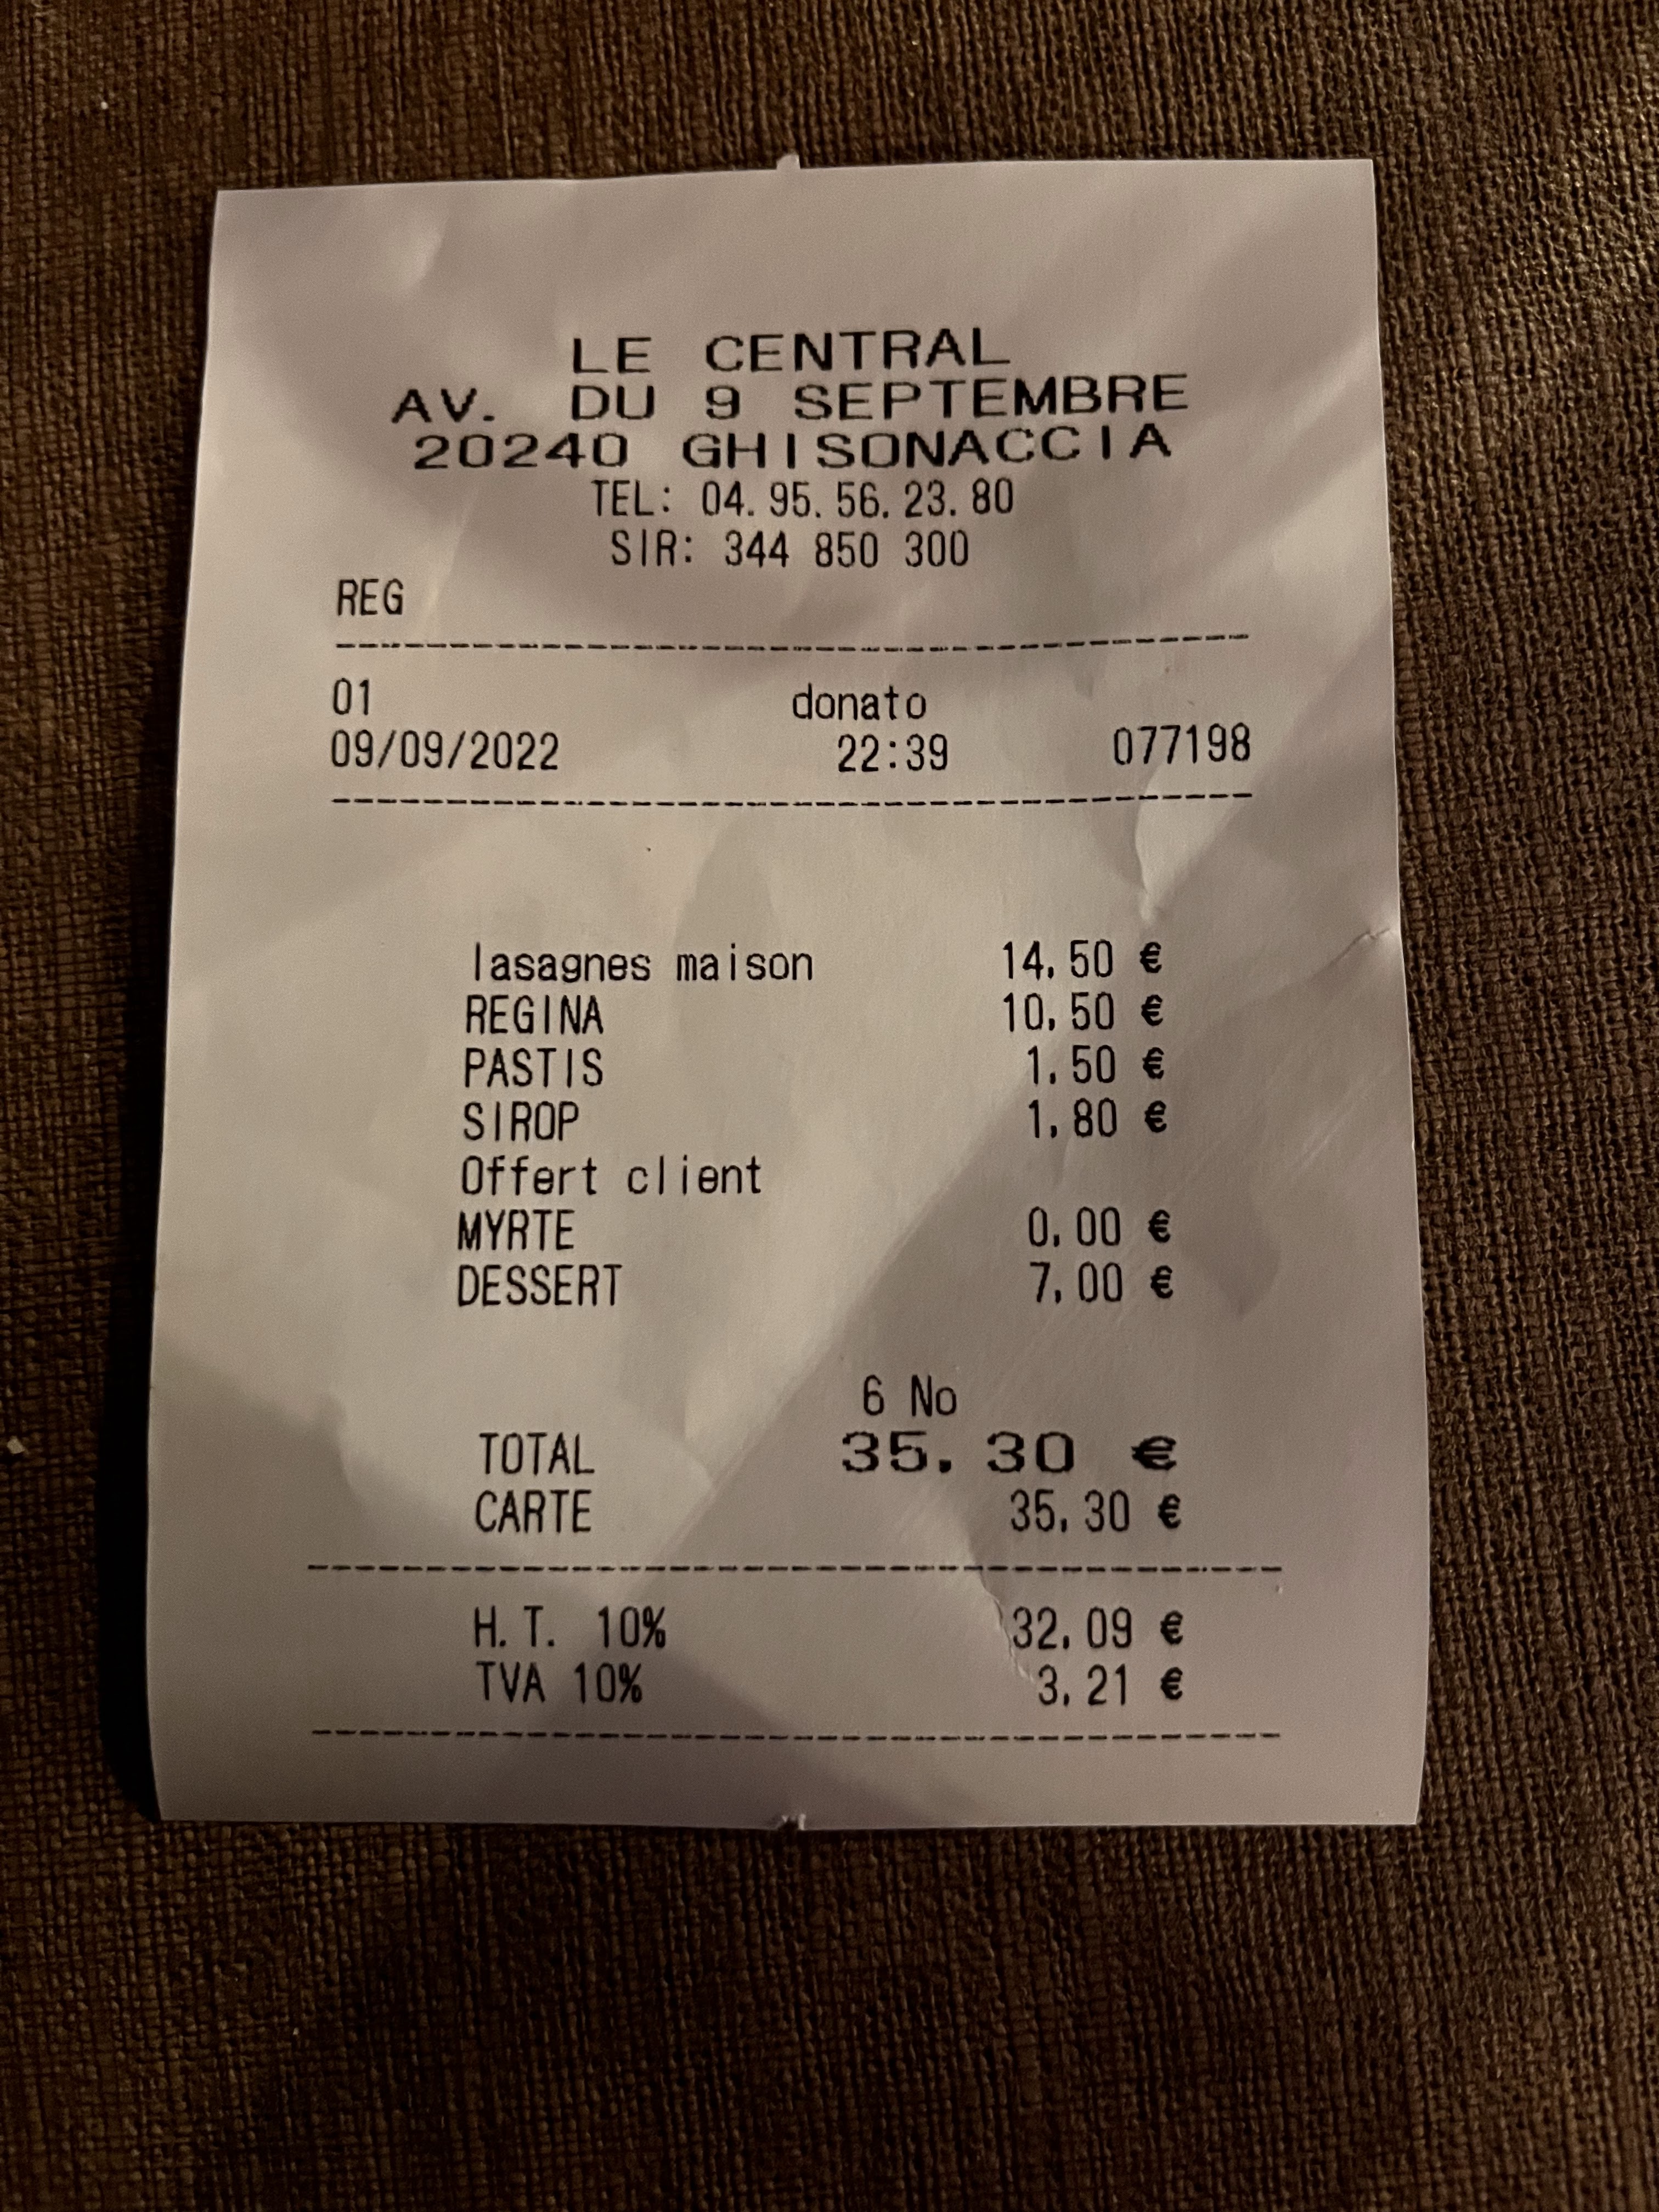 LE CENTRAL
AV. DU 9 SEPTEMBRE
20240 GHISONACCIA
TEL: 04. 95. 56. 23. 80
SIR: 344 850 300
REG
01 donato
09/09/2022 22:39 077198
lasagnes maison 14,50 €
REGINA 10,50 €
PASTIS 1,50 €
SIROP 1,80 €
Offert client
MYRTE 0,00 €
DESSERT 7,00 €
6 No
TOTAL 35.30 €
CARTE 35,30 €
H.T. 10% 32,09 €
TVA 10% 3,21 €